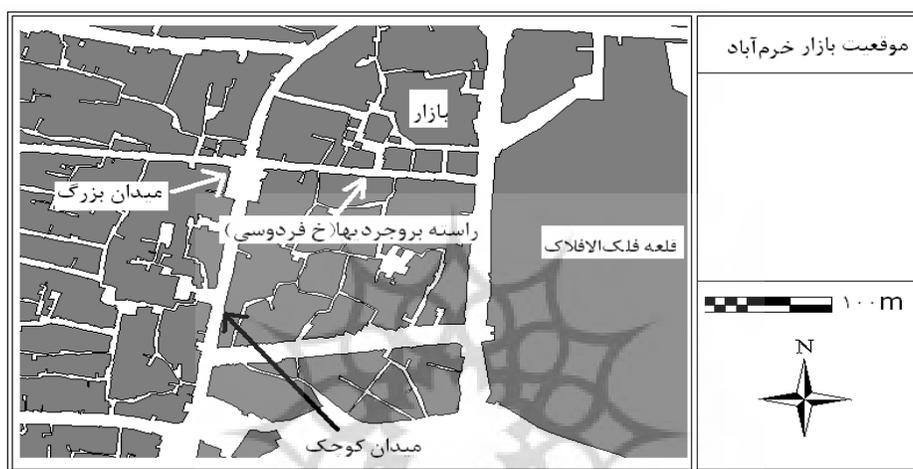 موقعیت بازار خرم‌آباد
بازار
میدان بزرگ
راسته بروجردیها(خ فردوسی)
قلعه فلک‌الافلاک
میدان کوچک
۱۰۰m
N